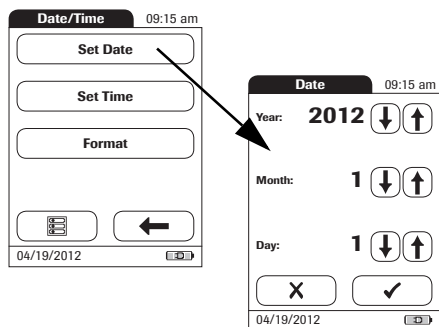 Date/Time 09:15 am
Set Date
Set Time
Format
04/19/2012
Date 09:15 am
Year: 2012
Month: 1
Day: 1
04/19/2012